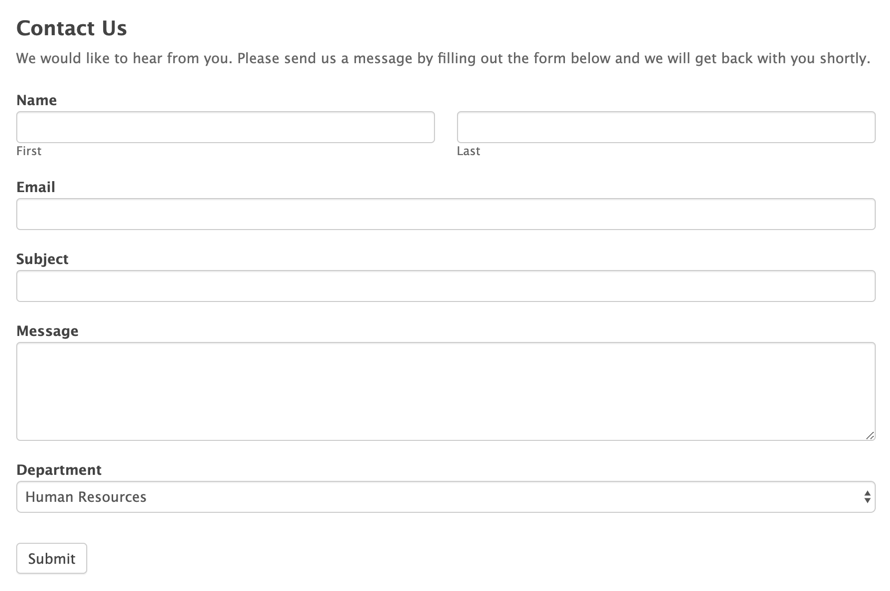 Contact Us
We would like to hear from you. Please send us a message by filling out the form below and we will get back with you shortly.
Name
First Last
Email
Subject
Message
Department
Human Resources
Submit